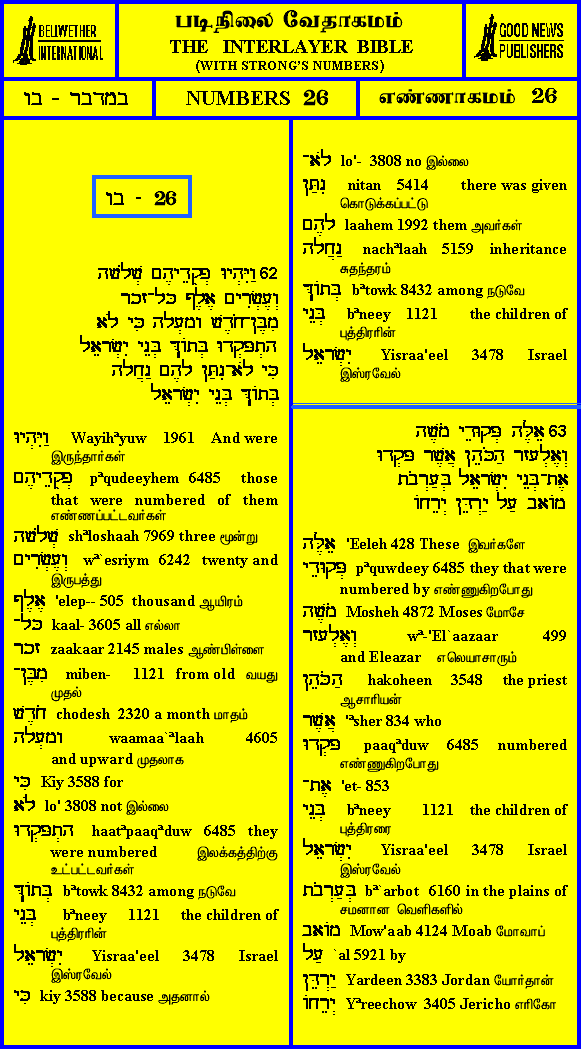 BELLWETHER
INTERNATIONAL
படிநிலை வேதாகமம்
THE INTERLAYER BIBLE
(WITH STRONG'S NUMBERS)
GOOD NEWS
PUBLISHERS
במדבר - בו
NUMBERS 26
எண்ணாகமம் 26
בו - 26
62 וַיִּהְיוּ פְקֻדֵיהֶם שְׁלֹשָׁה
וְעֶשְׂרִים אֶלֶף כָּל־זָכָר
מִבֶּן־חֹדֶשׁ וָמָעְלָה כִּי לֹא
הָתְפָּקְדוּ בְּתוֹךְ בְּנֵי יִשְׂרָאֵל
כִּי לֹא־נִתַּן לָהֶם נַחֲלָה
בְּתוֹךְ בְּנֵי יִשְׂרָאֵל
וַיִּהְיוּ Wayihᵃyuw 1961 And were
இருந்தார்கள்
פְקֻדֵיהֶם pᵃqudeeyhem 6485 those
that were numbered of them
எண்ணப்பட்டவர்கள்
שְׁלֹשָׁה shᵃloshaah 7969 three மூன்று
וְעֶשְׂרִים wᵃ`esriym 6242 twenty and
இருபத்து
אֶלֶף 'elep-- 505 thousand ஆயிரம்
כָּל־ kaal- 3605 all எல்லா
זָכָר zaakaar 2145 males ஆண்பிள்ளை
מִבֶּן־ miben- 1121 from old வயது
முதல்
חֹדֶשׁ chodesh 2320 a month மாதம்
וָמָעְלָה waamaa`ᵃlaah 4605
and upward முதலாக
כִּי Kiy 3588 for
לֹא lo' 3808 not இல்லை
הָתְפָּקְדוּ haatᵃpaaqᵃduw 6485 they
were numbered இலக்கத்திற்கு
உட்பட்டவர்கள்
בְּתוֹךְ bᵃtowk 8432 among நடுவே
בְּנֵי bᵃneey 1121 the children of
புத்திரரின்
יִשְׂרָאֵל Yisraa'eel 3478 Israel
இஸ்ரவேல்
כִּי kiy 3588 because அதனால்
לֹא־ lo'- 3808 no இல்லை
נִתַּן nitan 5414 there was given
கொடுக்கப்பட்டு
לָהֶם laahem 1992 them அவர்கள்
נַחֲלָה nachᵃlaah 5159 inheritance
சுதந்தரம்
בְּתוֹךְ bᵃtowk 8432 among நடுவே
בְּנֵי bᵃneey 1121 the children of
புத்திரரின்
יִשְׂרָאֵל Yisraa'eel 3478 Israel
இஸ்ரவேல்
63 אֵלֶּה פְּקוּדֵי מֹשֶׁה
וְאֶלְעָזָר הַכֹּהֵן אֲשֶׁר פָּקְדוּ
אֶת־בְּנֵי יִשְׂרָאֵל בְּעַרְבֹת
מוֹאָב עַל יַרְדֵּן יְרֵחוֹ
אֵלֶּה 'Eeleh 428 These இவர்களே
פְּקוּדֵי pᵃquwdeey 6485 they that were
numbered by எண்ணுகிறபோது
מֹשֶׁה Mosheh 4872 Moses மோசே
וְאֶלְעָזָר wᵃ-'El`aazaar 499
and Eleazar எலெயாசாரும்
הַכֹּהֵן hakoheen 3548 the priest
ஆசாரியன்
אֲשֶׁר 'ᵃsher 834 who
פָּקְדוּ paaqᵃduw 6485 numbered
எண்ணுகிறபோது
אֶת־ 'et- 853
בְּנֵי bᵃneey 1121 the children of
புத்திரரை
יִשְׂרָאֵל Yisraa'eel 3478 Israel
இஸ்ரவேல்
בְּעַרְבֹת bᵃ`arbot 6160 in the plains of
சமனான வெளிகளில்
מוֹאָב Mow'aab 4124 Moab மோவாப்
עַל `al 5921 by
יַרְדֵּן Yardeen 3383 Jordan யோர்தான்
יְרֵחוֹ Yᵃreechow 3405 Jericho எரிகோ